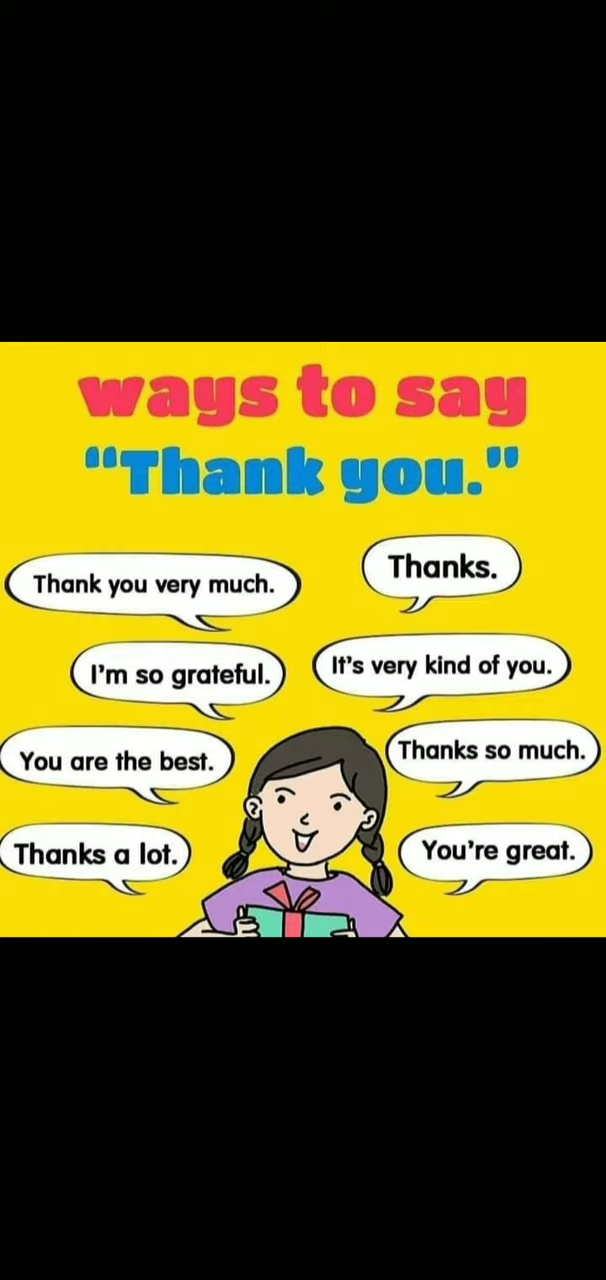 ways to say
"Thank you."
Thank you very much.
Thanks.
I'm so grateful.
It's very kind of you.
You are the best.
Thanks so much.
Thanks a lot.
You're great.